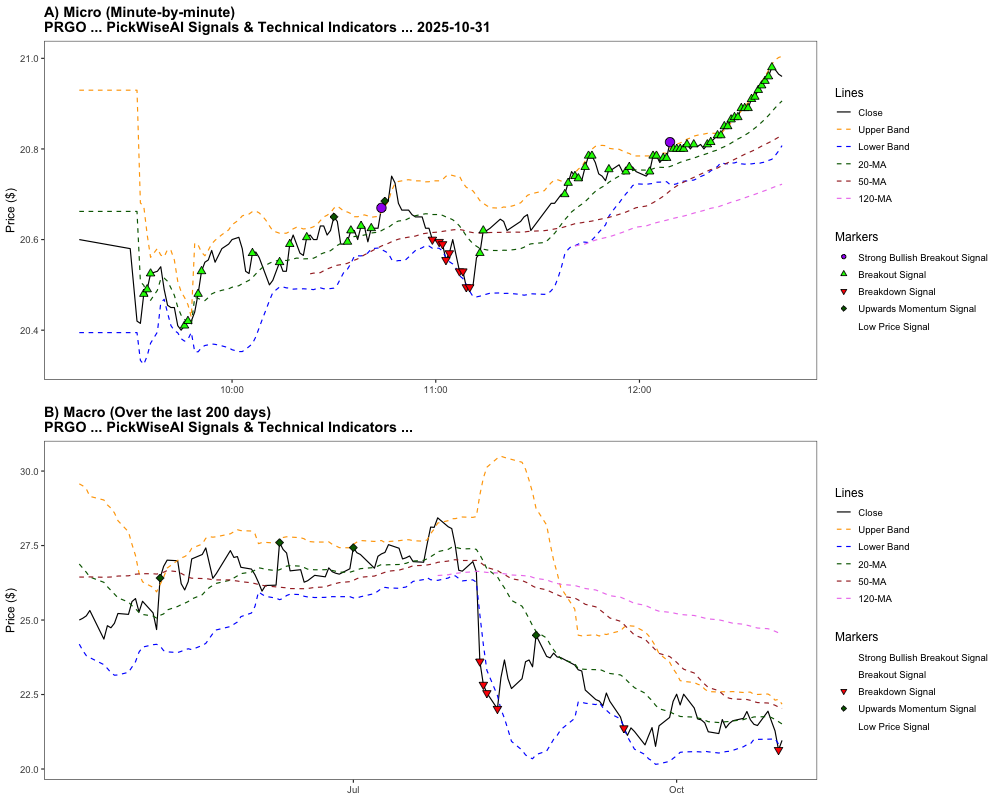 A) Micro (Minute-by-minute)
PRGO ... PickWiseAI Signals & Technical Indicators ... 2025-10-31
Price ($)
21.0
20.8
20.6
20.4
10:00
11:00
12:00
Lines
Close
Upper Band
Lower Band
20-MA
50-MA
120-MA
Markers
Strong Bullish Breakout Signal
Breakout Signal
Breakdown Signal
Upwards Momentum Signal
Low Price Signal
B) Macro (Over the last 200 days)
PRGO ... PickWiseAI Signals & Technical Indicators ...
Price ($)
30.0
27.5
25.0
22.5
20.0
Jul
Oct
Lines
Close
Upper Band
Lower Band
20-MA
50-MA
120-MA
Markers
Strong Bullish Breakout Signal
Breakout Signal
Breakdown Signal
Upwards Momentum Signal
Low Price Signal